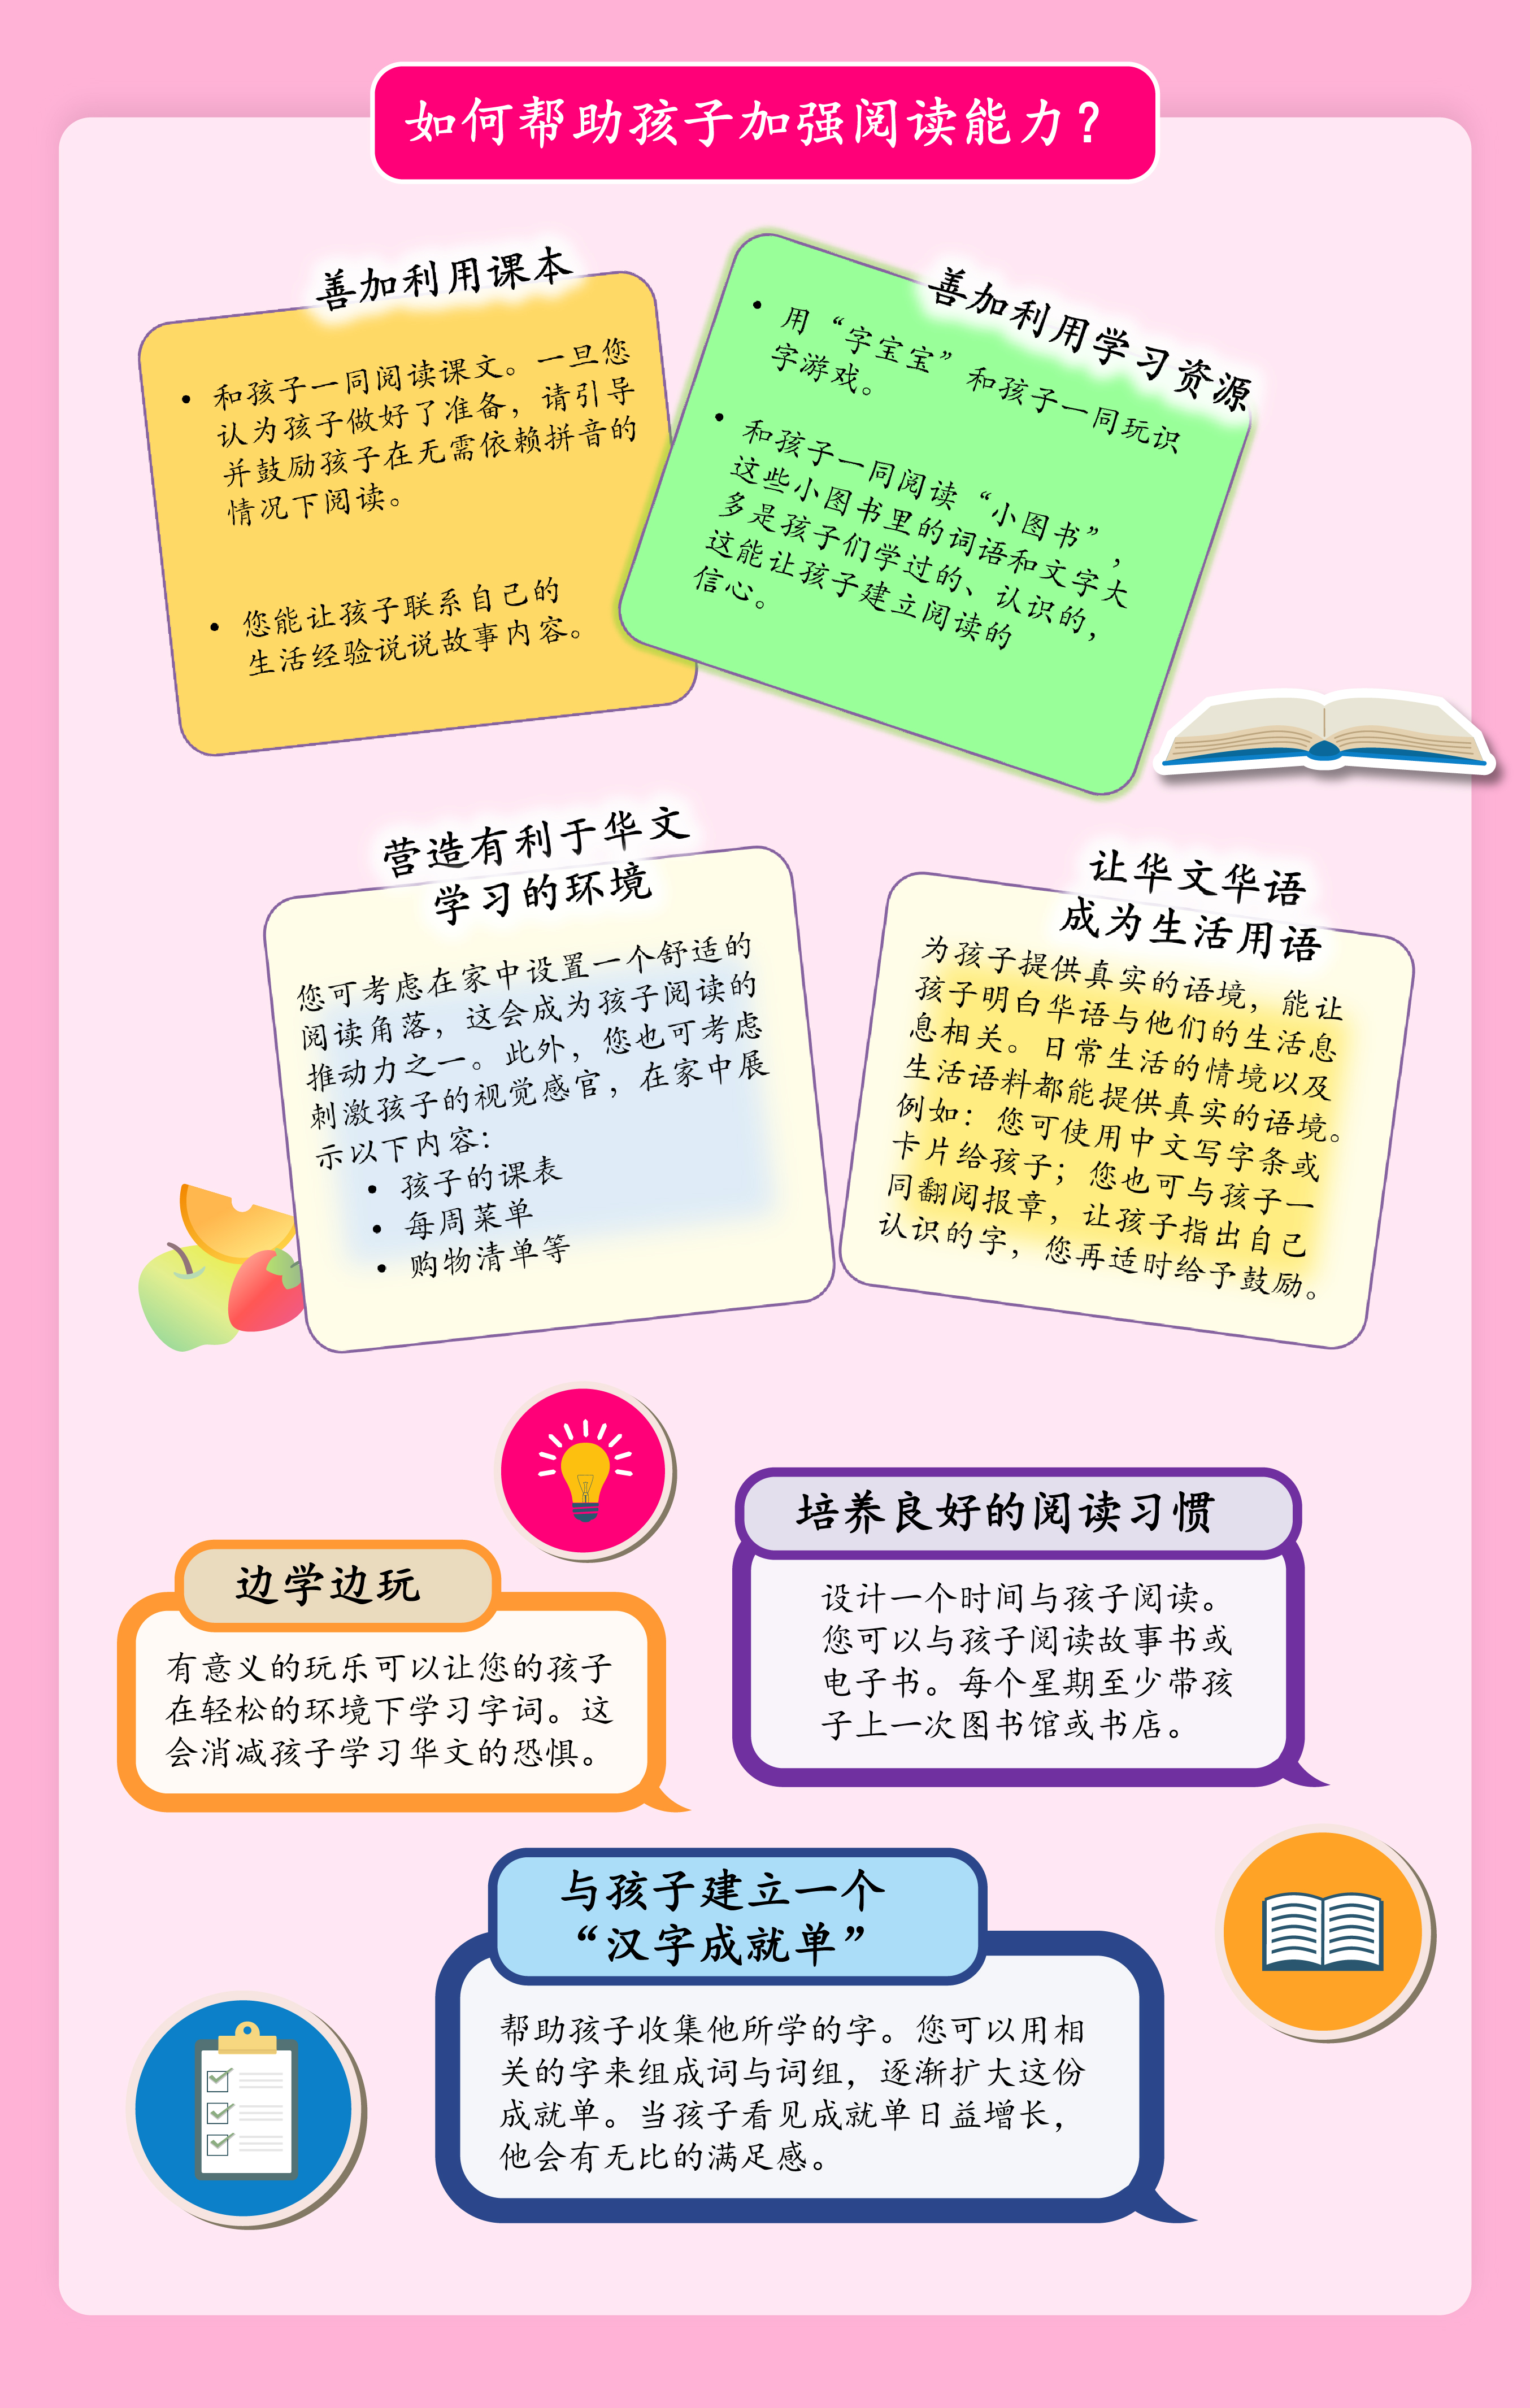 如何帮助孩子加强阅读能力？
善加利用课本
• 和孩子一同阅读课文。一旦您
认为孩子做好了准备，请引导
并鼓励孩子在无需依赖拼音的
情况下阅读。
• 您能让孩子联系自己的
生活经验说说故事内容。
善加利用学习资源
• 用“字宝宝”和孩子一同玩识
字游戏。
• 和孩子一同阅读“小图书”，
这些小图书里的词语和文字大
多是孩子们学过的、认识的，
这能让孩子建立阅读的
信心。
营造有利于华文
学习的环境
您可考虑在家中设置一个舒适的
阅读角落，这会成为孩子阅读的
推动力之一。此外，您也可考虑
刺激孩子的视觉感官，在家中展
示以下内容：
• 孩子的课表
• 每周菜单
• 购物清单等
让华文华语
成为生活用语
为孩子提供真实的语境，能让
孩子明白华语与他们的生活息
息相关。日常生活的情境以及
生活语料都能提供真实的语境。
例如：您可使用中文写字条或
卡片给孩子；您也可与孩子一
同翻阅报章，让孩子指出自己
认识的字，您再适时给予鼓励。
边学边玩
有意义的玩乐可以让您的孩子
在轻松的环境下学习字词。这
会消减孩子学习华文的恐惧。
培养良好的阅读习惯
设计一个时间与孩子阅读。
您可以与孩子阅读故事书或
电子书。每个星期至少带孩
子上一次图书馆或书店。
与孩子建立一个
“汉字成就单”
帮助孩子收集他所学的字。您可以用相
关的字来组成词与词组，逐渐扩大这份
成就单。当孩子看见成就单日益增长，
他会有无比的满足感。